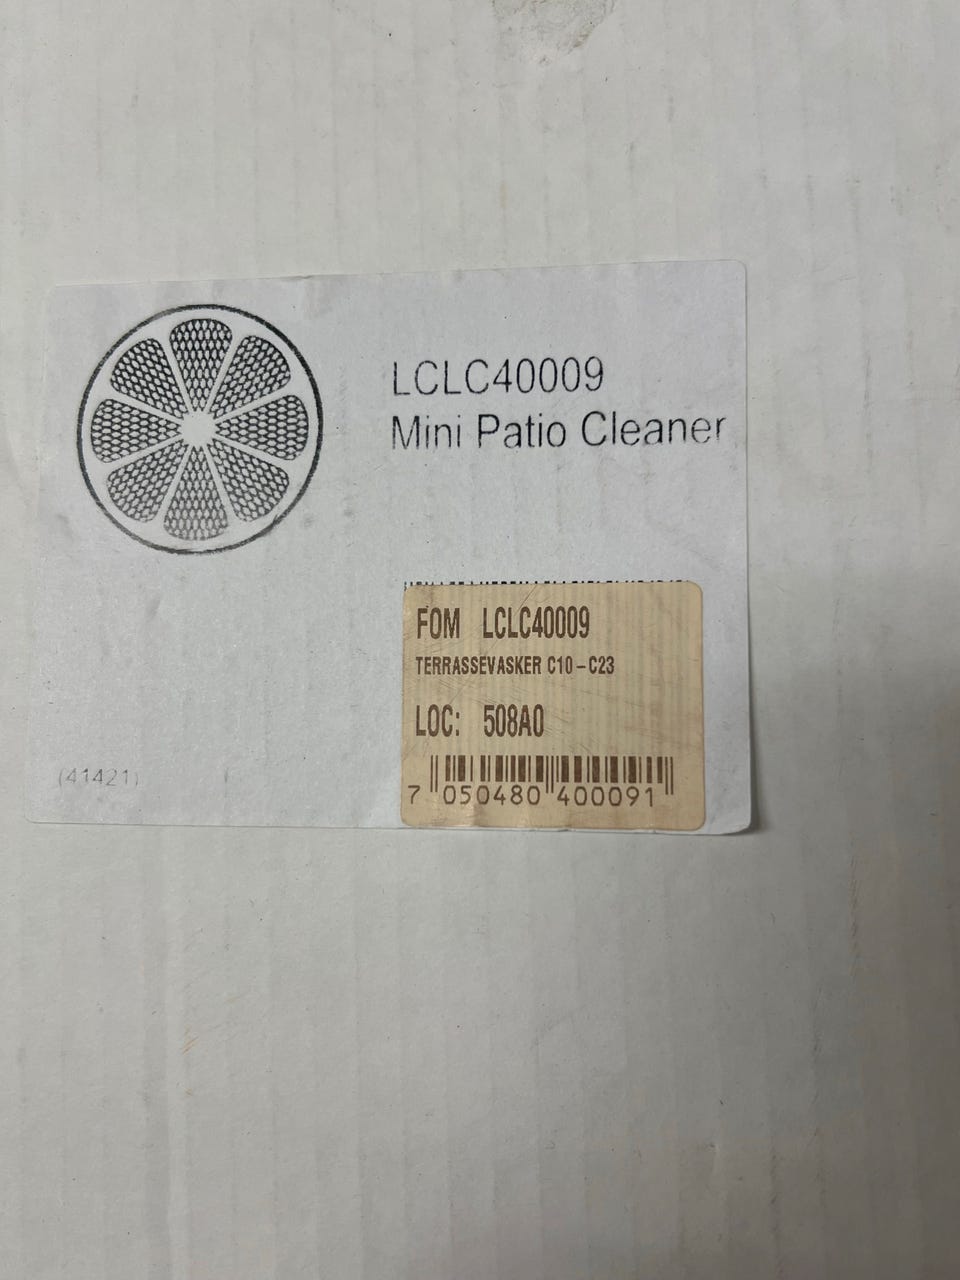 LCLC40009
Mini Patio Cleaner
FOM LCLC40009
TERRASSEVASKER C10-C23
LOC: 508A0
7 050480 400091
(41421)